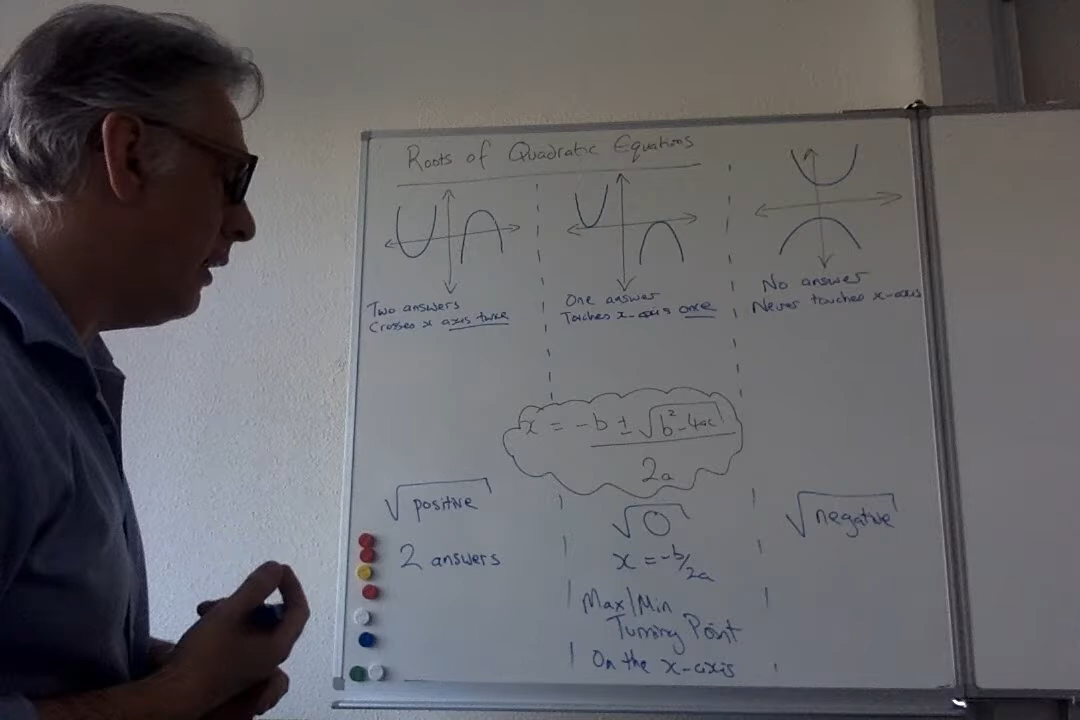 Roots of Quadratic Equations
Two answers
Crosses x axis twice
One answer
Touches x-axis once
No answer
Never touches x-axis
x = -b ± √b²-4ac
2a
√positive
2 answers
√0
x = -b/2a
Max/Min
Turning Point
On the x-axis
√negative